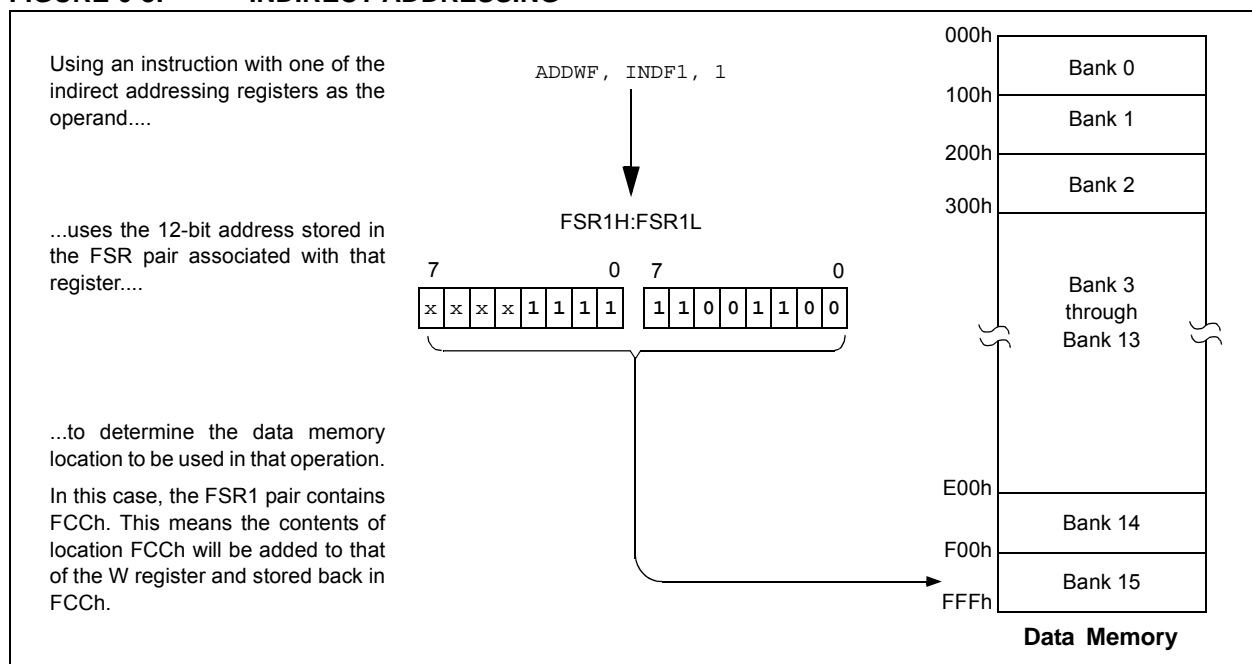 Using an instruction with one of the
indirect addressing registers as the
operand....
ADDWF, INDF1, 1
...uses the 12-bit address stored in
the FSR pair associated with that
register....
FSR1H:FSR1L
7 0 7 0
x x x x 1 1 1 1 1 1 0 0 1 1 0 0
...to determine the data memory
location to be used in that operation.
In this case, the FSR1 pair contains
FCCh. This means the contents of
location FCCh will be added to that
of the W register and stored back in
FCCh.
000h
Bank 0
100h
Bank 1
200h
Bank 2
300h
Bank 3
through
Bank 13
E00h
Bank 14
F00h
Bank 15
FFFh
Data Memory